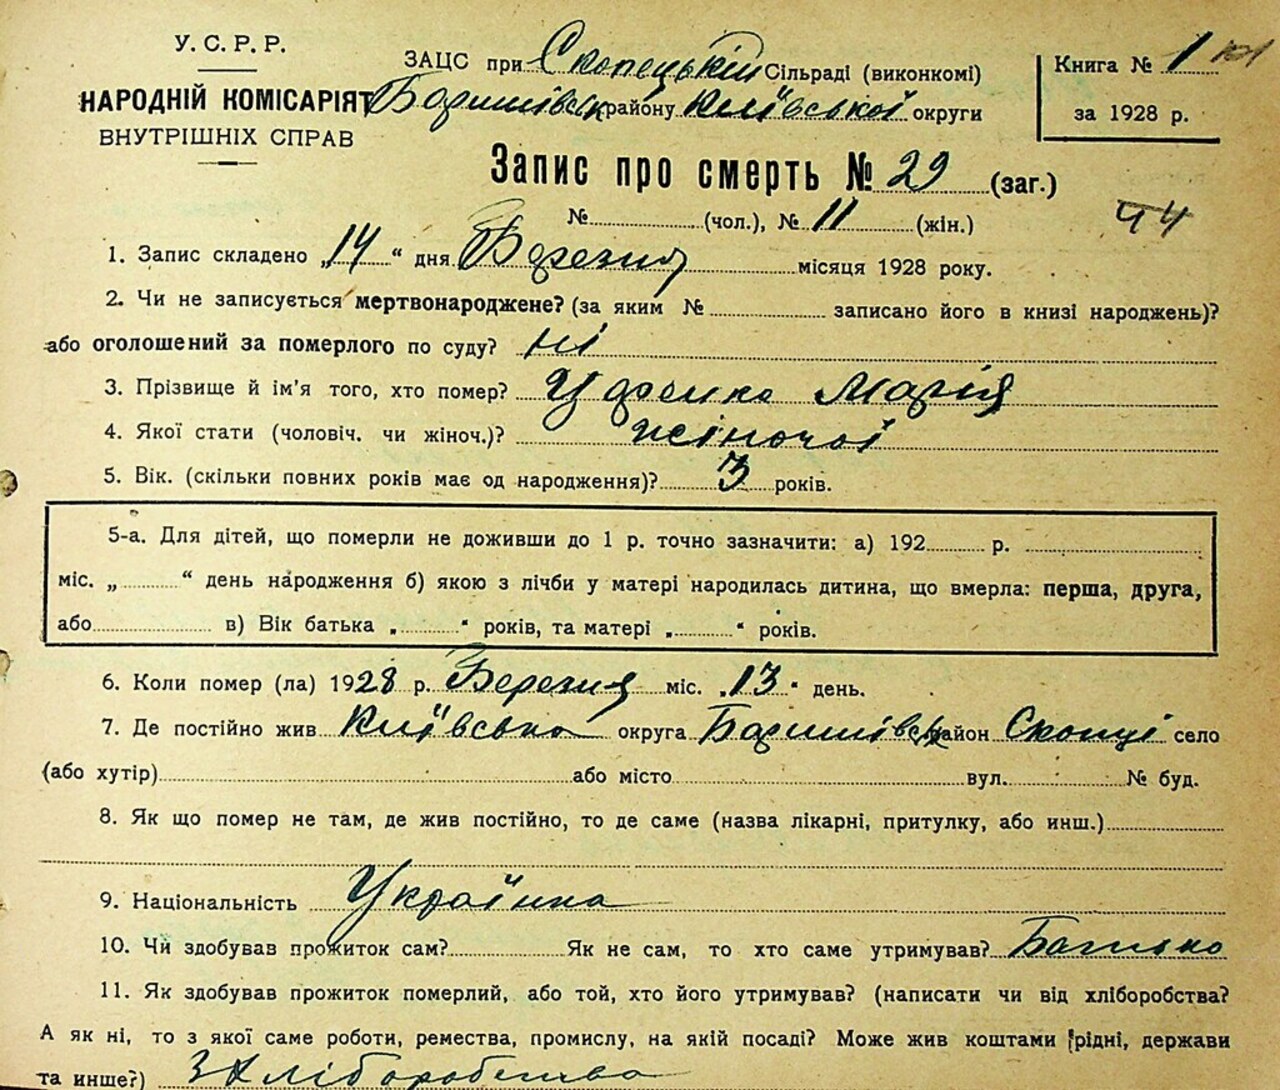 У. С. Р. Р.
НАРОДНІЙ КОМІСАРІЯТ
ВНУТРІШНІХ СПРАВ
ЗАЦС при Скопецькій Сільраді (виконкомі)
Баришівськ району Київської округи
Книга № 1
за 1928 р.
Запис про смерть № 29 (заг.)
№ (чол.), № 11 (жін.)
44
1. Запис складено „14" дня Березня місяця 1928 року.
2. Чи не записується мертвонароджене? (за яким № записано його в книзі народжень)?
або оголошений за померлого по суду? ні
3. Прізвище й ім'я того, хто помер? Марія
4. Якої стати (чоловіч. чи жіноч.)? жіночої
5. Вік. (скільки повних років має од народження)? 3 років.
5-а. Для дітей, що померли не доживши до 1 р. точно зазначити: а) 192 р.
міс. „ " день народження б) якою з лічби у матері народилась дитина, що вмерла: перша, друга,
або в) Вік батька „ " років, та матері „ " років.
6. Коли помер (ла) 1928 р. Березня міс. „13" день.
7. Де постійно жив Київська округа Баришівськ район Скопці село
(або хутір) або місто вул. № буд.
8. Як що помер не там, де жив постійно, то де саме (назва лікарні, притулку, або инш.)
9. Національність Українка
10. Чи здобував прожиток сам? Як не сам, то хто саме утримував? Батько
11. Як здобував прожиток померлий, або той, хто його утримував? (написати чи від хліборобства?
А як ні, то з якої саме роботи, ремества, промислу, на якій посаді? Може жив коштами рідні, держави
та инше?) З хліборобства